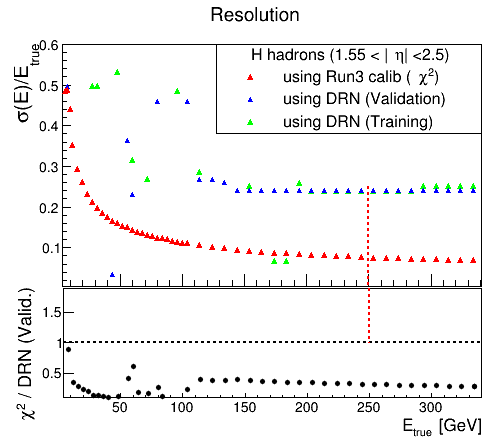 Resolution
σ(E)/E_true
0.6
0.5
0.4
0.3
0.2
0.1
H hadrons (1.55 < | η| <2.5)
using Run3 calib ( χ²)
using DRN (Validation)
using DRN (Training)
χ² / DRN (Valid.)
1.5
1
0.5
50 100 150 200 250 300
E_true [GeV]